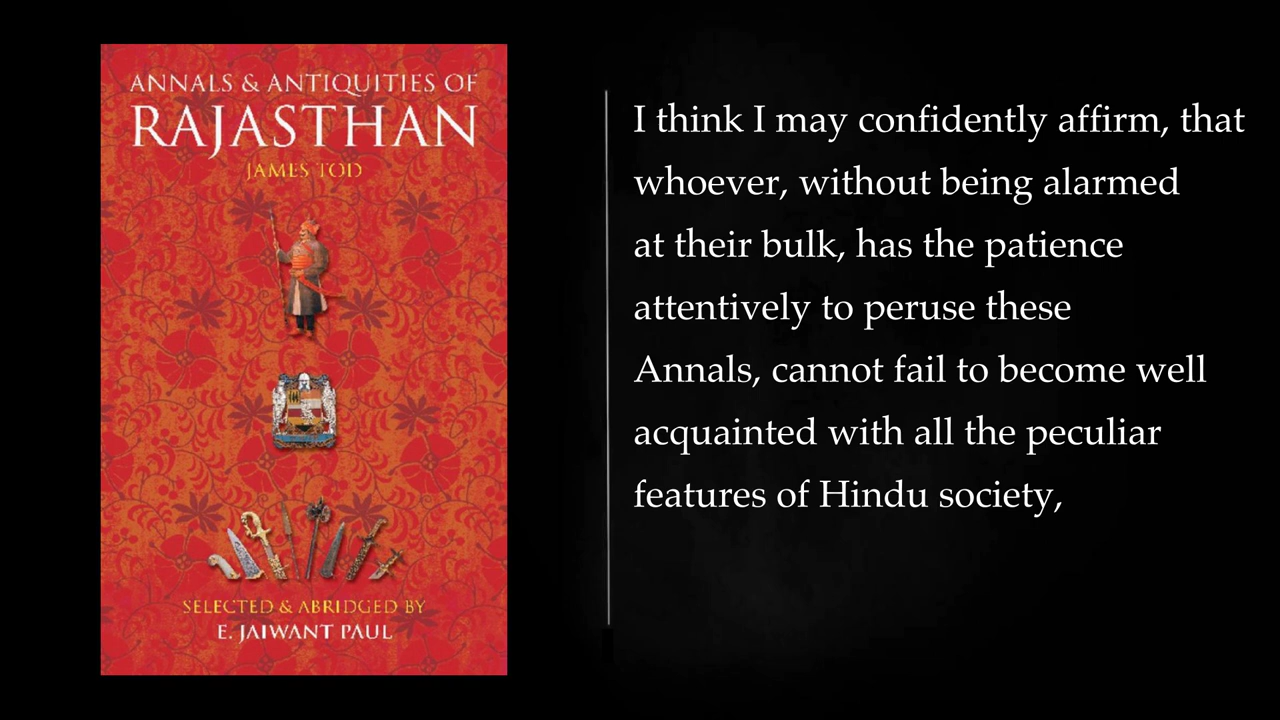 ANNALS & ANTIQUITIES OF
RAJASTHAN
JAMES TOD
SELECTED & ABRIDGED BY
E. JAIWANT PAUL
I think I may confidently affirm, that
whoever, without being alarmed
at their bulk, has the patience
attentively to peruse these
Annals, cannot fail to become well
acquainted with all the peculiar
features of Hindu society,